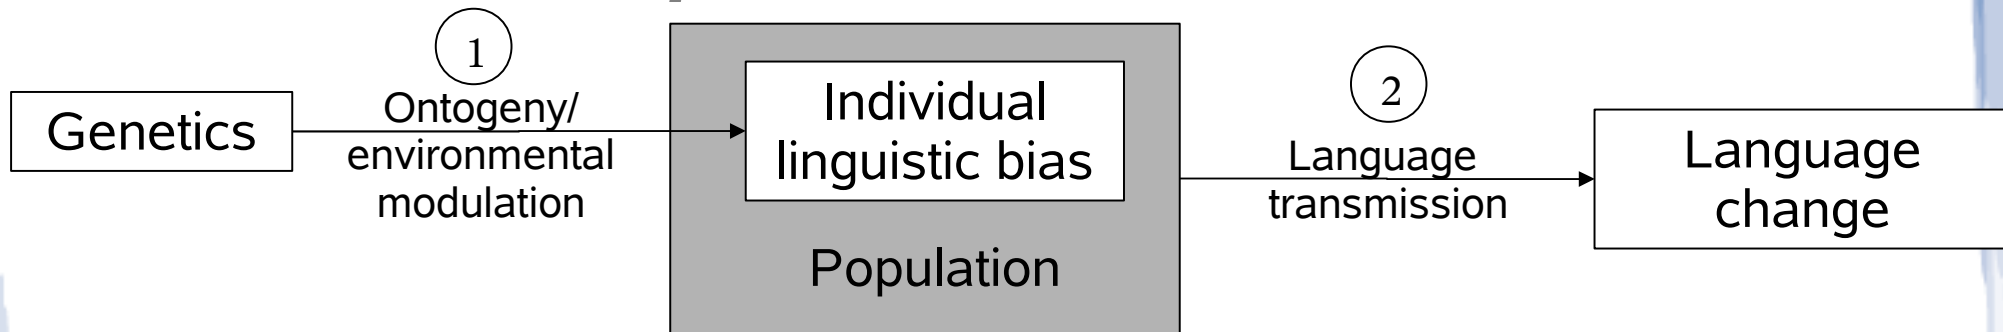 1
Genetics
Ontogeny/
environmental
modulation
Individual
linguistic bias
Population
2
Language
transmission
Language
change